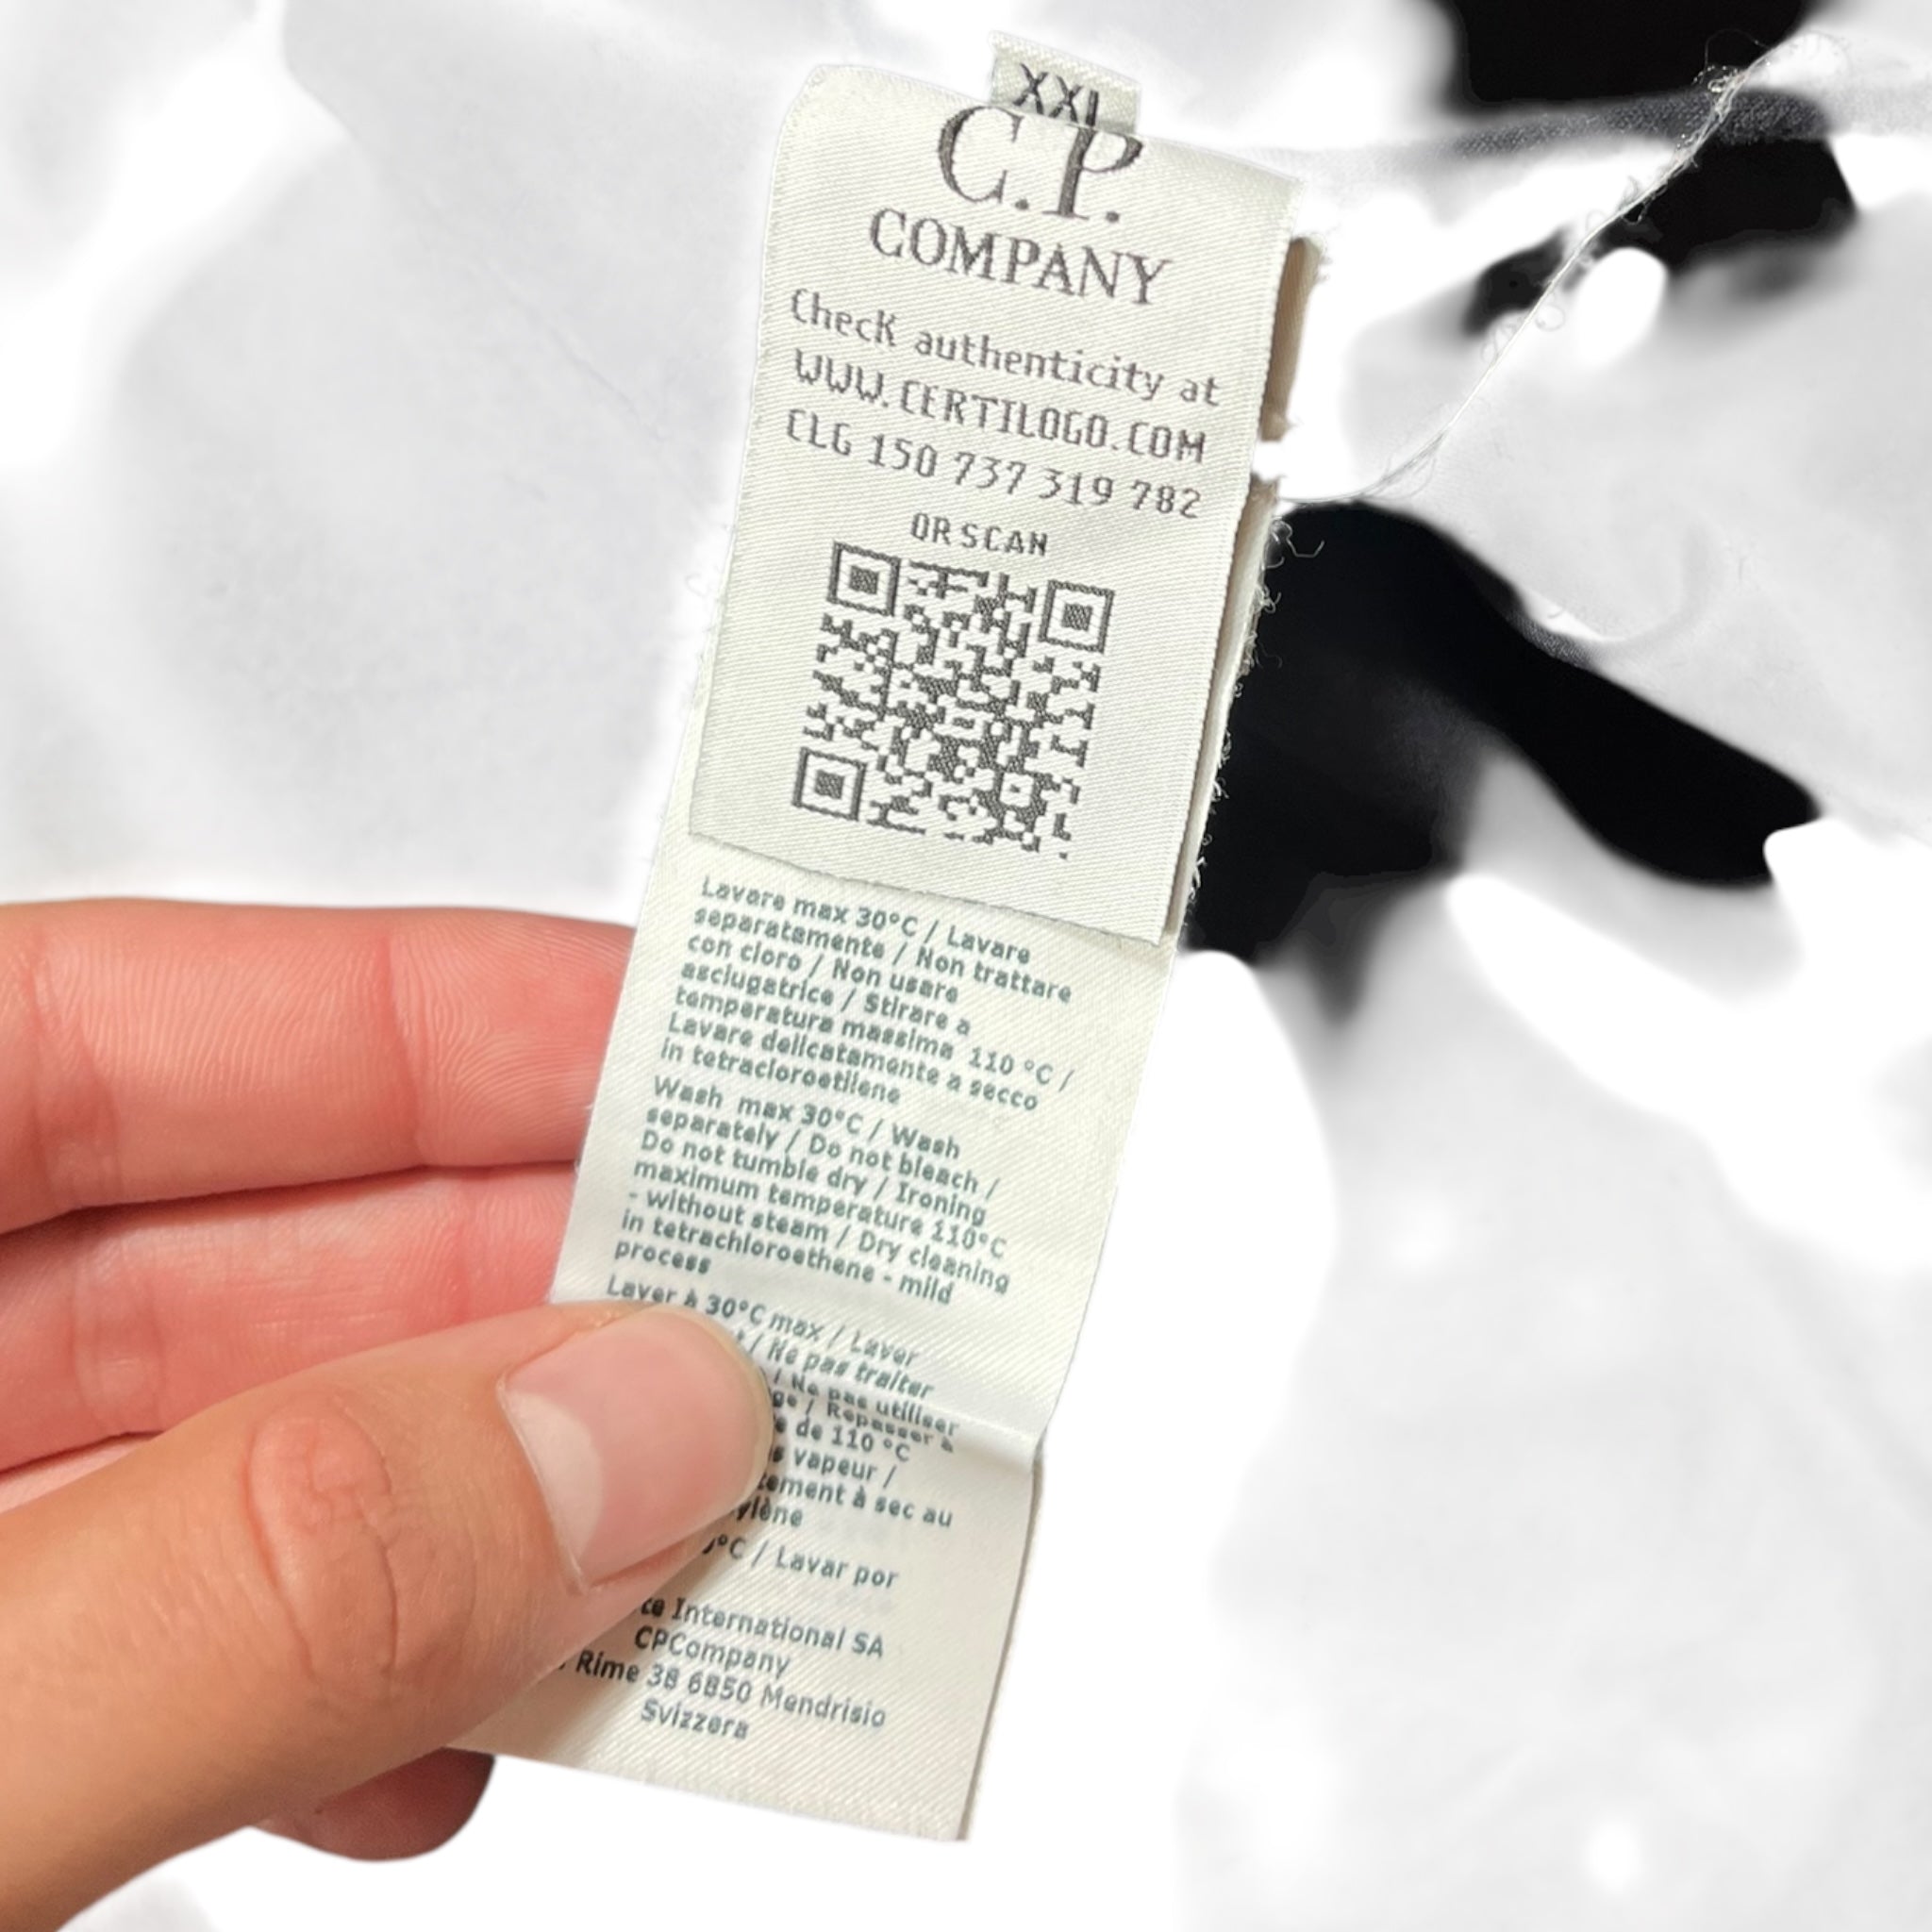 XXL
C.P.
COMPANY
Check authenticity at
WWW.CERTILOGO.COM
CLG 150 737 319 782
OR SCAN
Lavare max 30°C / Lavare
separatamente / Non trattare
con cloro / Non usare
asciugatrice / Stirare a
temperatura massima 110 °C /
Lavare delicatamente a secco
in tetracloroetilene
Wash max 30°C / Wash
separately / Do not bleach /
Do not tumble dry / Ironing
maximum temperature 110°C
- without steam / Dry cleaning
in tetrachloroethene - mild
process
Laver à 30°C max / Laver
/ Ne pas traiter
/ Ne pas utiliser
/ Repasser à
de 110 °C
vapeur /
à sec au
°C / Lavar por
International SA
CPCompany
Rime 38 6850 Mendrisio
Svizzera